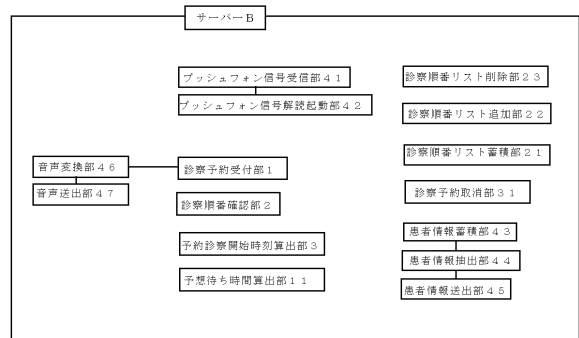 サーバーＢ
プッシュフォン信号受信部４１
プッシュフォン信号解読起動部４２
音声変換部４６
音声送出部４７
診察予約受付部１
診察順番確認部２
予約診察開始時刻算出部３
予想待ち時間算出部１１
診察順番リスト削除部２３
診察順番リスト追加部２２
診察順番リスト蓄積部２１
診察予約取消部３１
患者情報蓄積部４３
患者情報抽出部４４
患者情報送出部４５